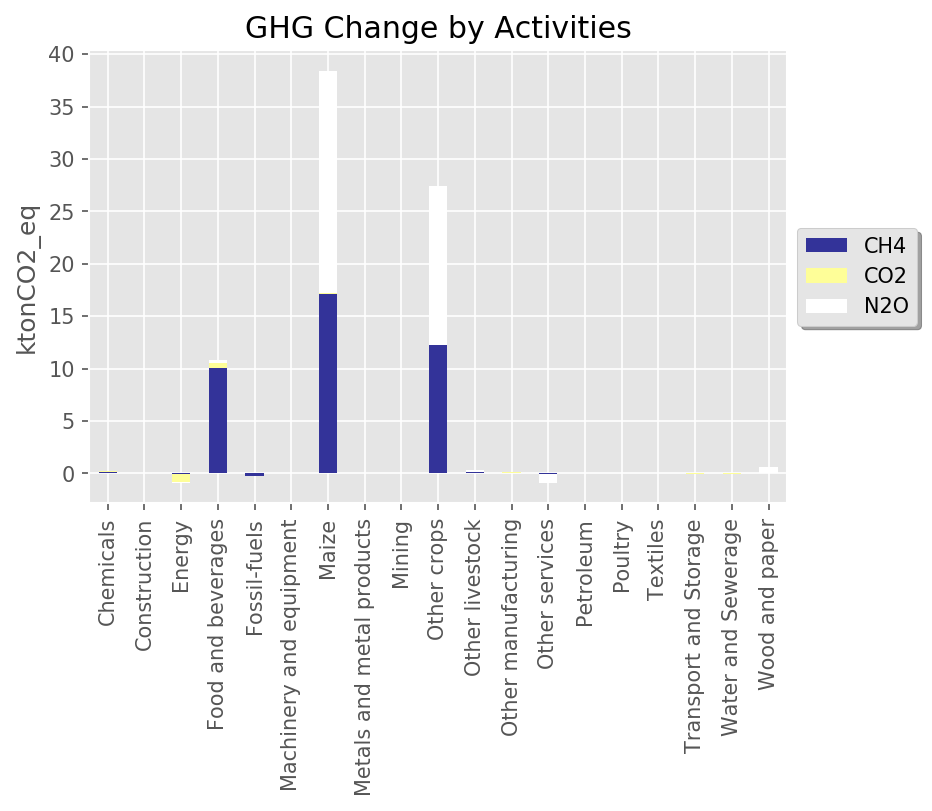 GHG Change by Activities
ktonCO2_eq
40
35
30
25
20
15
10
5
0
Chemicals
Construction
Energy
Food and beverages
Fossil-fuels
Machinery and equipment
Maize
Metals and metal products
Mining
Other crops
Other livestock
Other manufacturing
Other services
Petroleum
Poultry
Textiles
Transport and Storage
Water and Sewerage
Wood and paper
CH4
CO2
N2O